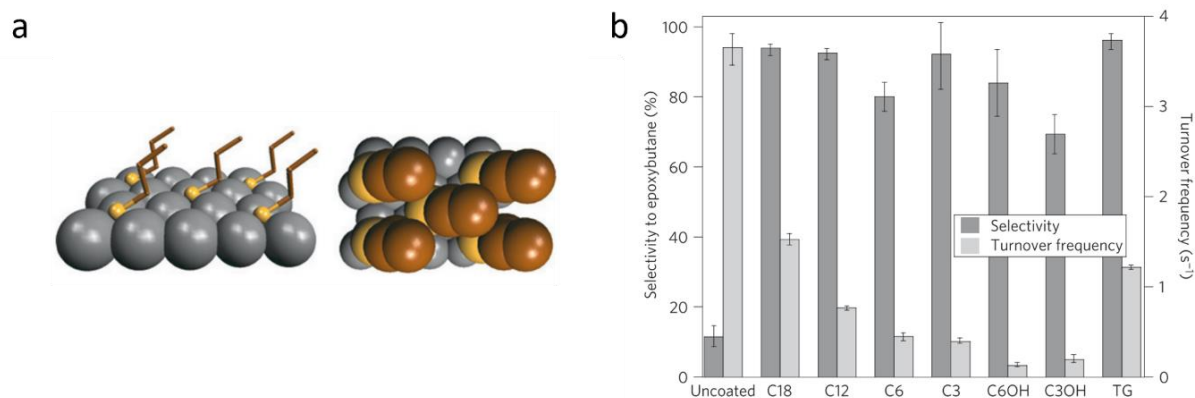 a
b
Selectivity to epoxybutane (%)
100
80
60
40
20
0
Selectivity
Turnover frequency
4
3
2
1
0
Turnover frequency (s⁻¹)
Uncoated C18 C12 C6 C3 C6OH C3OH TG